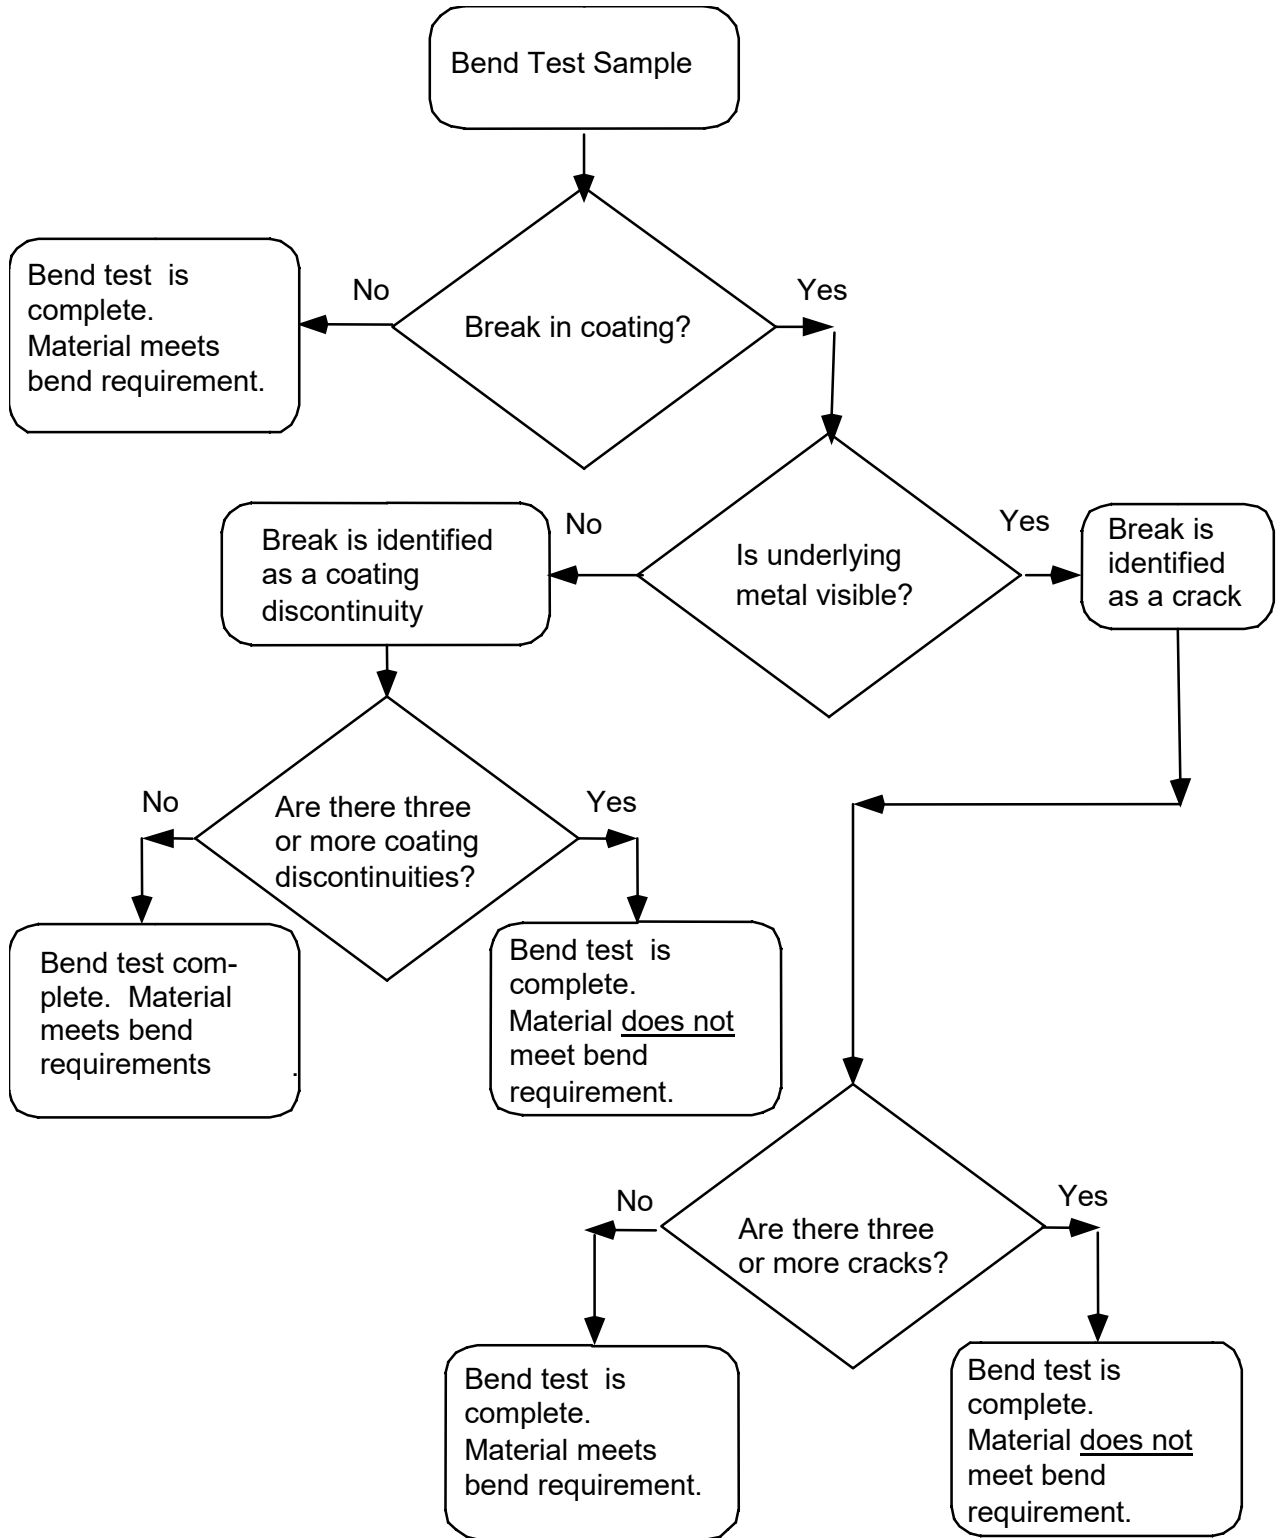 Bend Test Sample
Bend test  is
complete.
Material meets
bend requirement.
No
Break in coating?
Yes
Break is identified
as a coating
discontinuity
No
Is underlying
metal visible?
Yes
Break is
identified
as a crack
No
Are there three
or more coating
discontinuities?
Yes
Bend test com-
plete.  Material
meets bend
requirements
.
Bend test  is
complete.
Material does not
meet bend
requirement.
No
Are there three
or more cracks?
Yes
Bend test  is
complete.
Material meets
bend requirement.
Bend test is
complete.
Material does not
meet bend
requirement.